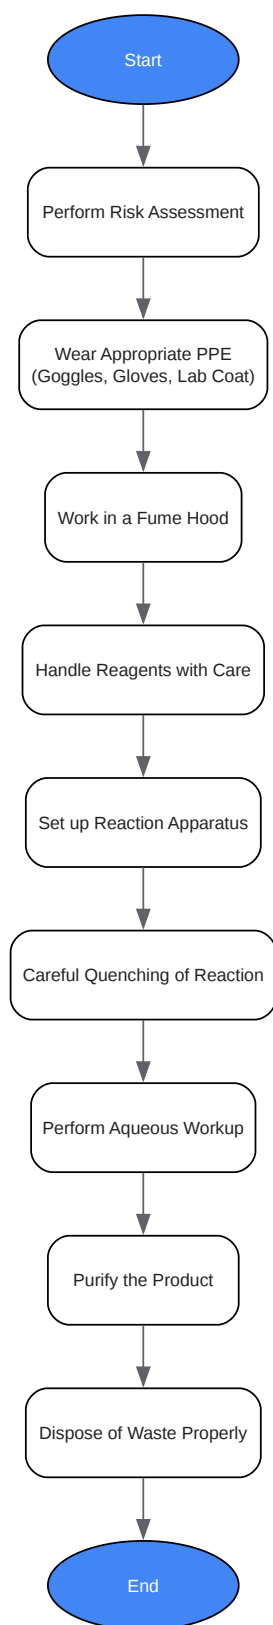 Start
Perform Risk Assessment
Wear Appropriate PPE
(Goggles, Gloves, Lab Coat)
Work in a Fume Hood
Handle Reagents with Care
Set up Reaction Apparatus
Careful Quenching of Reaction
Perform Aqueous Workup
Purify the Product
Dispose of Waste Properly
End